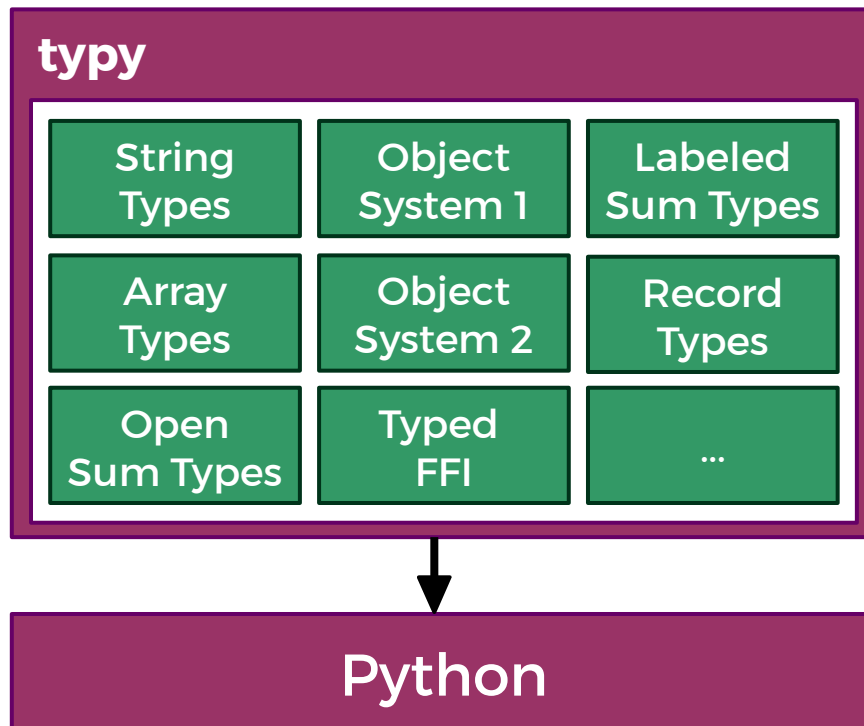 typy
String
Types
Object
System 1
Labeled
Sum Types
Array
Types
Object
System 2
Record
Types
Open
Sum Types
Typed
FFI
...
Python